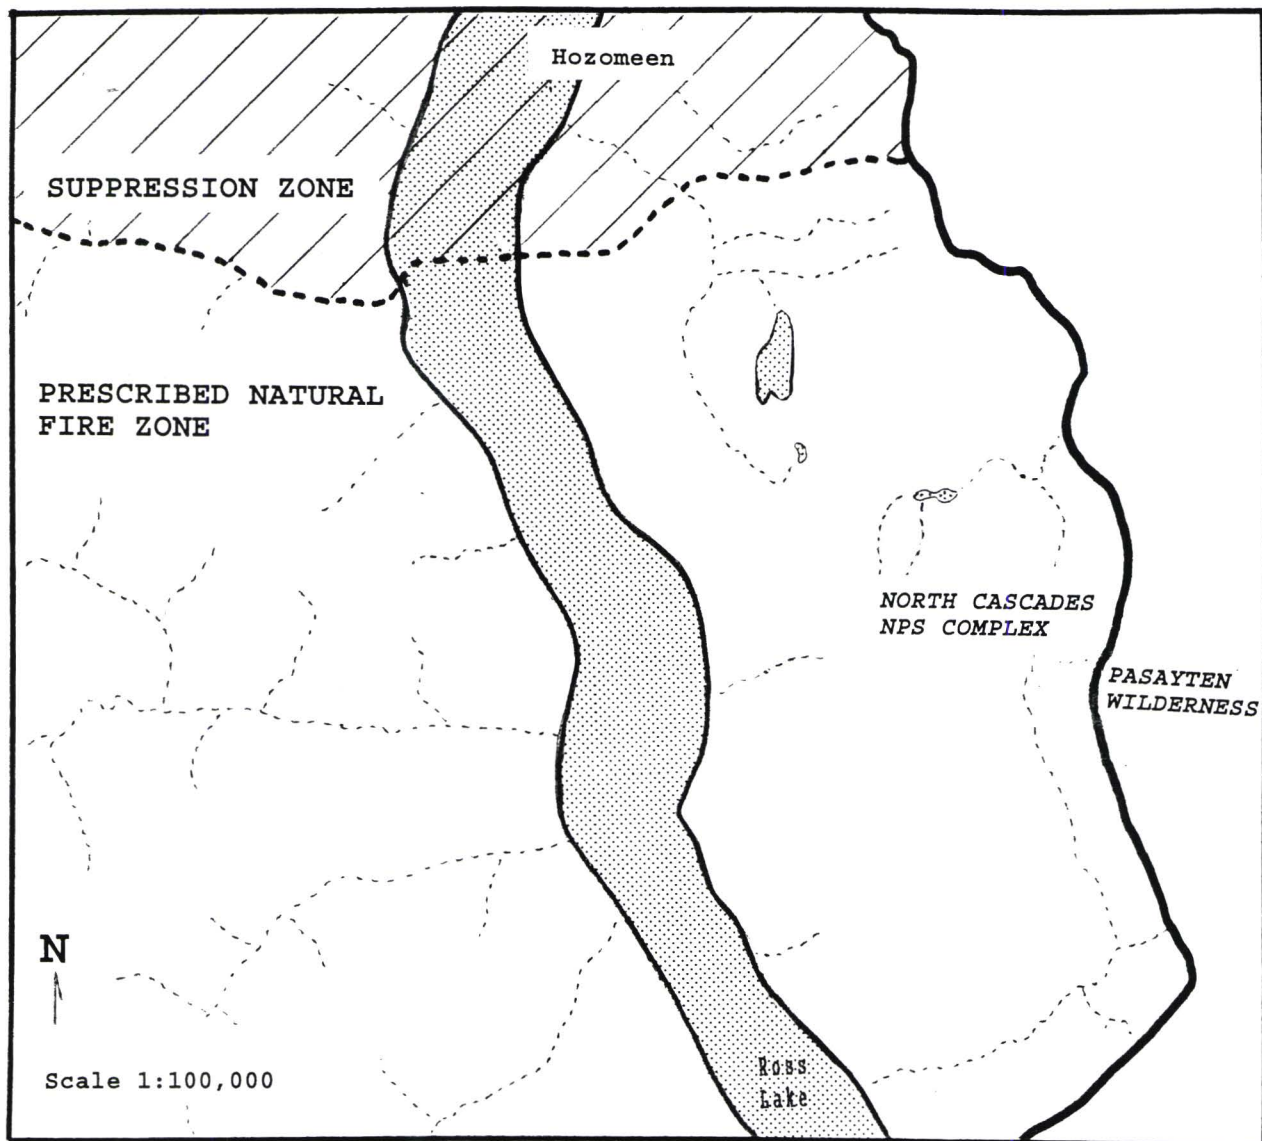 Hozomeen
SUPPRESSION ZONE
PRESCRIBED NATURAL
FIRE ZONE
NORTH CASCADES
NPS COMPLEX
PASAYTEN
WILDERNESS
N
Scale 1:100,000
Ross
Lake